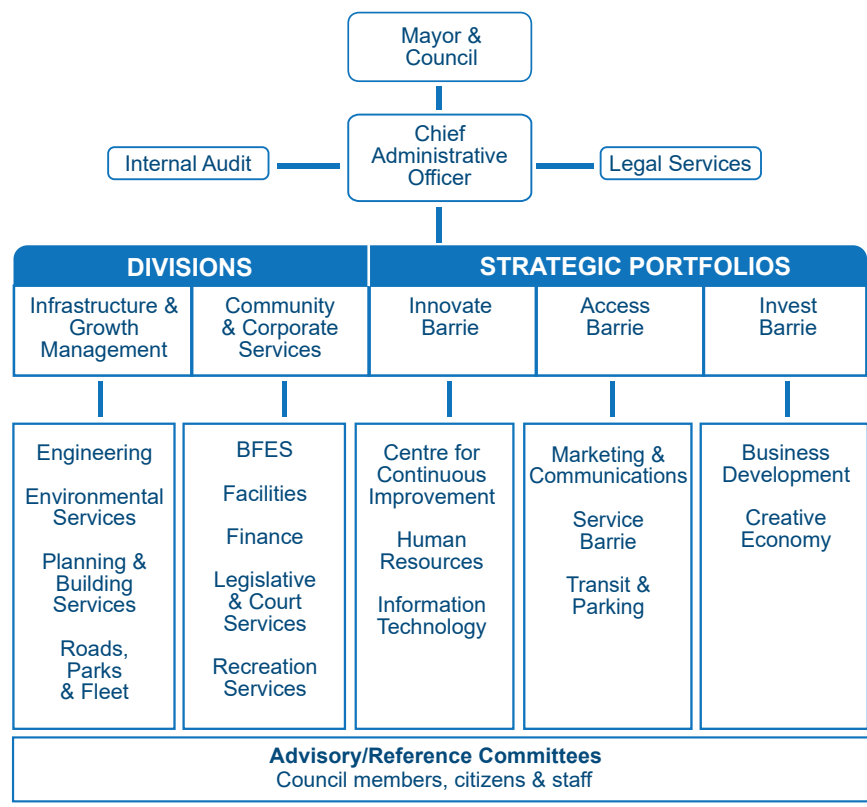 Mayor &
Council
Chief
Administrative
Officer
Internal Audit
Legal Services
DIVISIONS
STRATEGIC PORTFOLIOS
Infrastructure &
Growth
Management
Community
& Corporate
Services
Innovate
Barrie
Access
Barrie
Invest
Barrie
Engineering
Environmental
Services
Planning &
Building
Services
Roads,
Parks
& Fleet
BFES
Facilities
Finance
Legislative
& Court
Services
Recreation
Services
Centre for
Continuous
Improvement
Human
Resources
Information
Technology
Marketing &
Communications
Service
Barrie
Transit &
Parking
Business
Development
Creative
Economy
Advisory/Reference Committees
Council members, citizens & staff